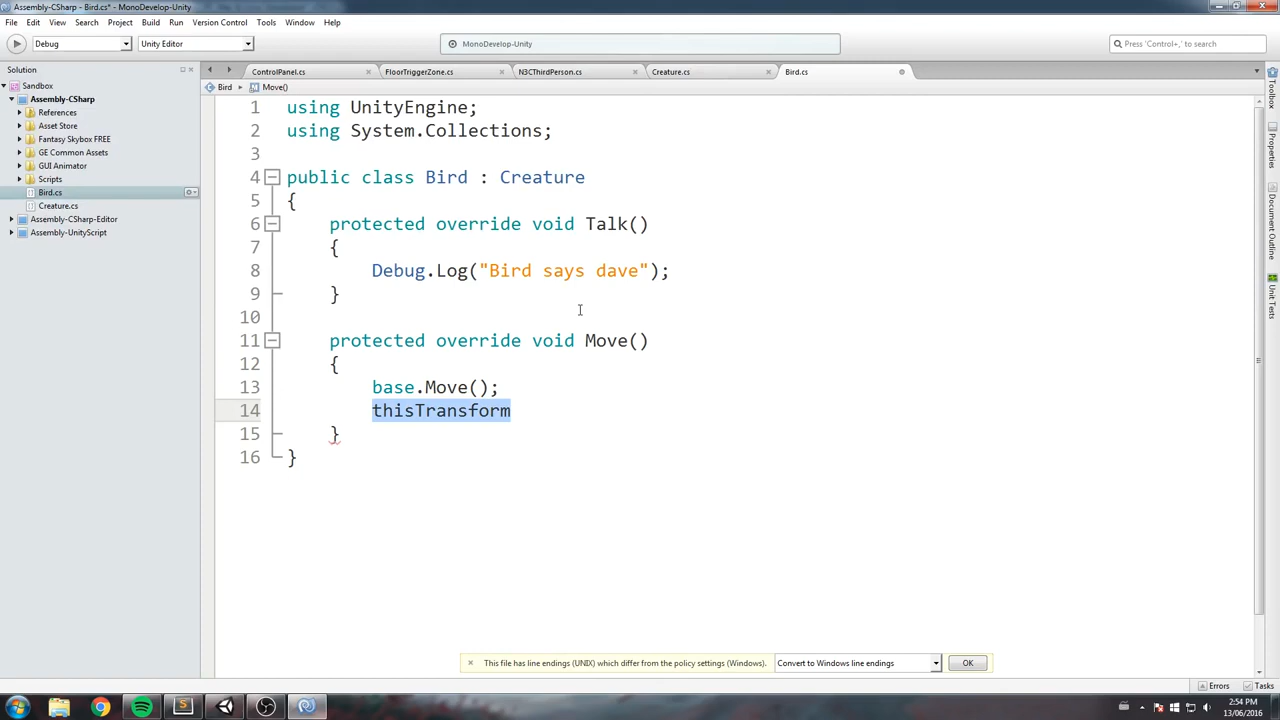 Assembly-CSharp - Bird.cs* - MonoDevelop-Unity
File Edit View Search Project Build Run Version Control Tools Window Help
Debug Unity Editor MonoDevelop-Unity Press 'Control+,' to search
Solution
ControlPanel.cs FloorTriggerZone.cs N3CThirdPerson.cs Creature.cs Bird.cs
Sandbox
Assembly-CSharp
References
Asset Store
Fantasy Skybox FREE
GE Common Assets
GUI Animator
Scripts
Bird.cs
Creature.cs
Assembly-CSharp-Editor
Assembly-UnityScript
Bird Move()
1 using UnityEngine;
2 using System.Collections;
3
4 public class Bird : Creature
5 {
6 protected override void Talk()
7 {
8 Debug.Log("Bird says dave");
9 }
10
11 protected override void Move()
12 {
13 base.Move();
14 thisTransform
15 }
16 }
Toolbox
Properties
Document Outline
Unit Tests
This file has line endings (UNIX) which differ from the policy settings (Windows). Convert to Windows line endings OK
Errors Tasks
2:54 PM
13/06/2016